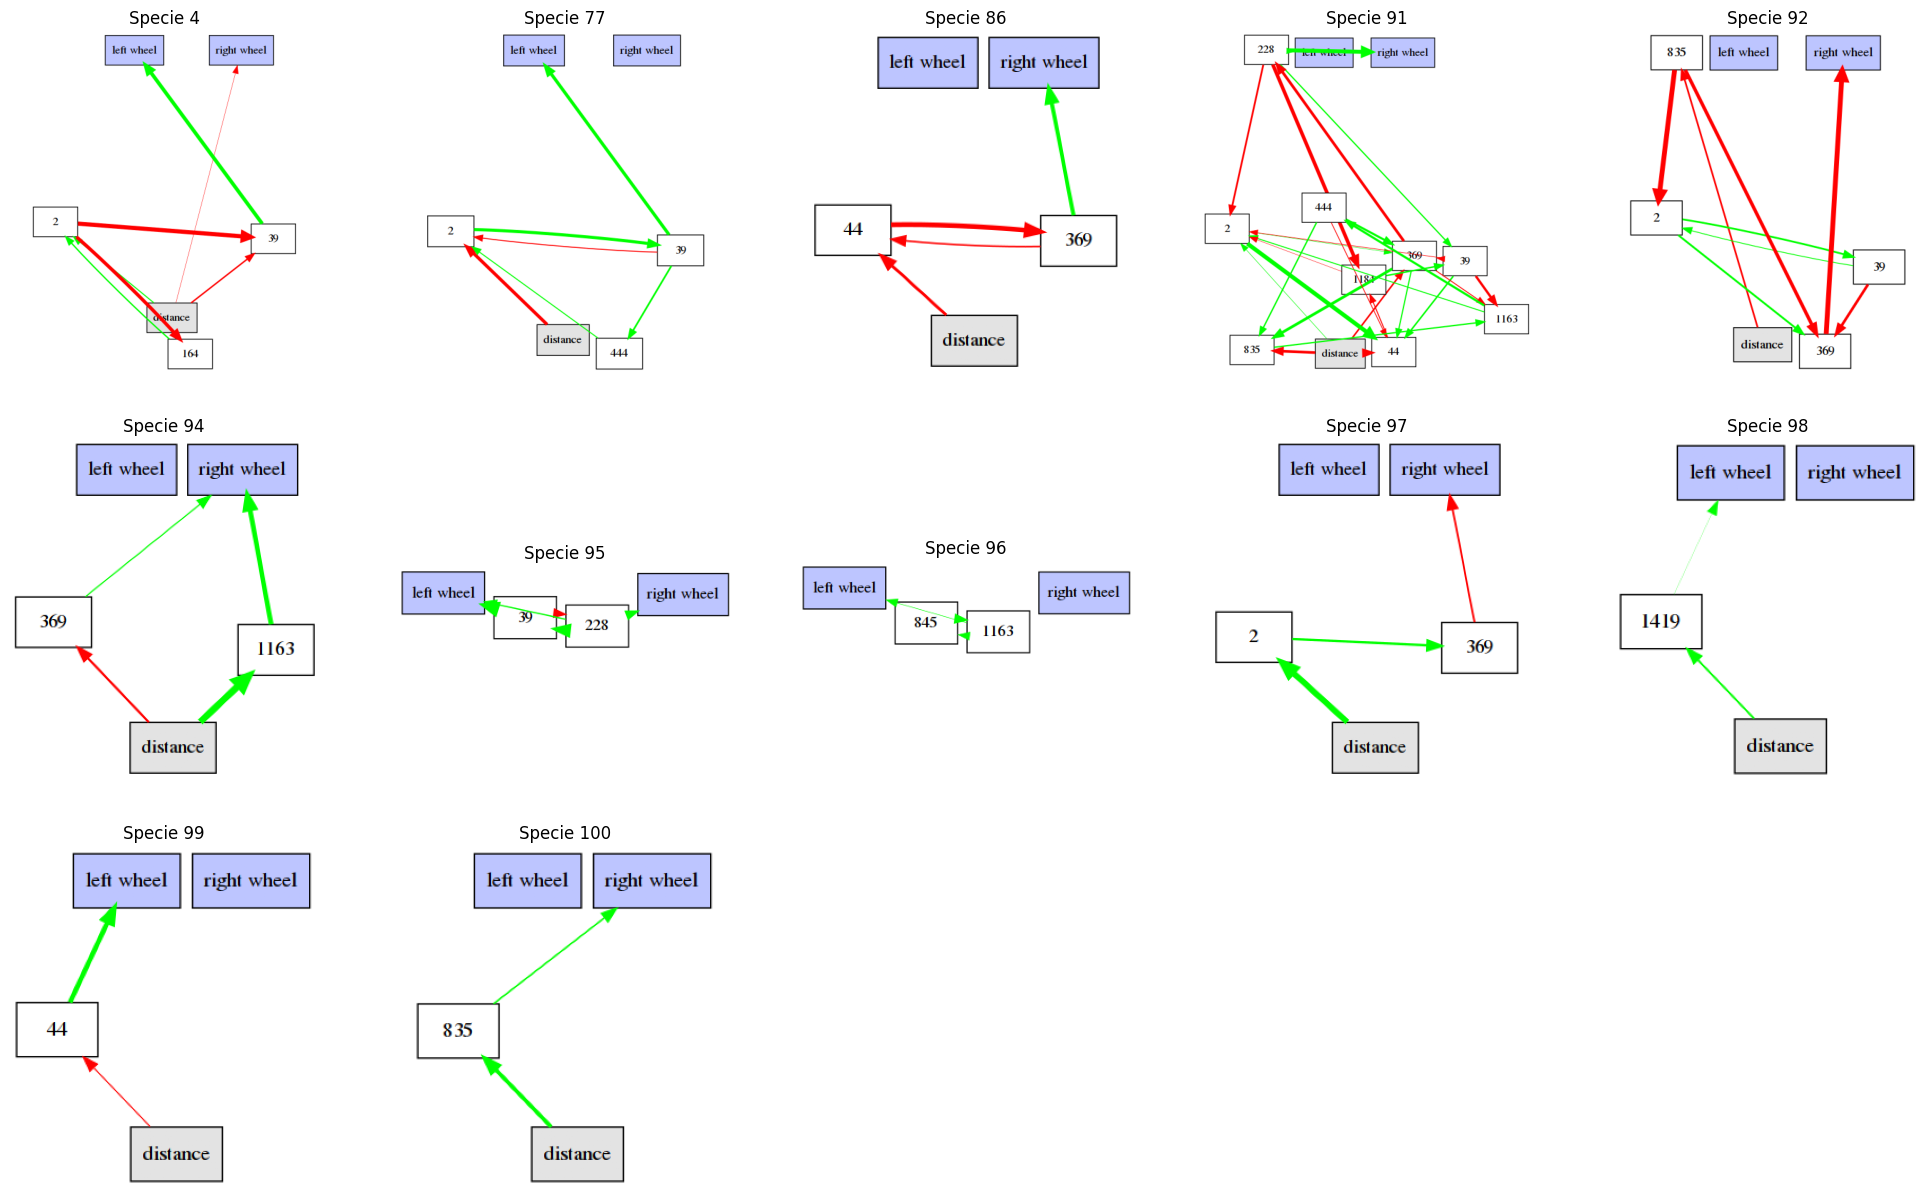 Specie 4
left wheel
right wheel
2
39
distance
164
Specie 77
left wheel
right wheel
2
39
distance
444
Specie 86
left wheel
right wheel
44
369
distance
Specie 91
228
left wheel
right wheel
444
2
369
39
1184
1163
835
distance
44
Specie 92
835
left wheel
right wheel
2
39
distance
369
Specie 94
left wheel
right wheel
369
1163
distance
Specie 95
left wheel
39
228
right wheel
Specie 96
left wheel
845
1163
right wheel
Specie 97
left wheel
right wheel
2
369
distance
Specie 98
left wheel
right wheel
1419
distance
Specie 99
left wheel
right wheel
44
distance
Specie 100
left wheel
right wheel
835
distance